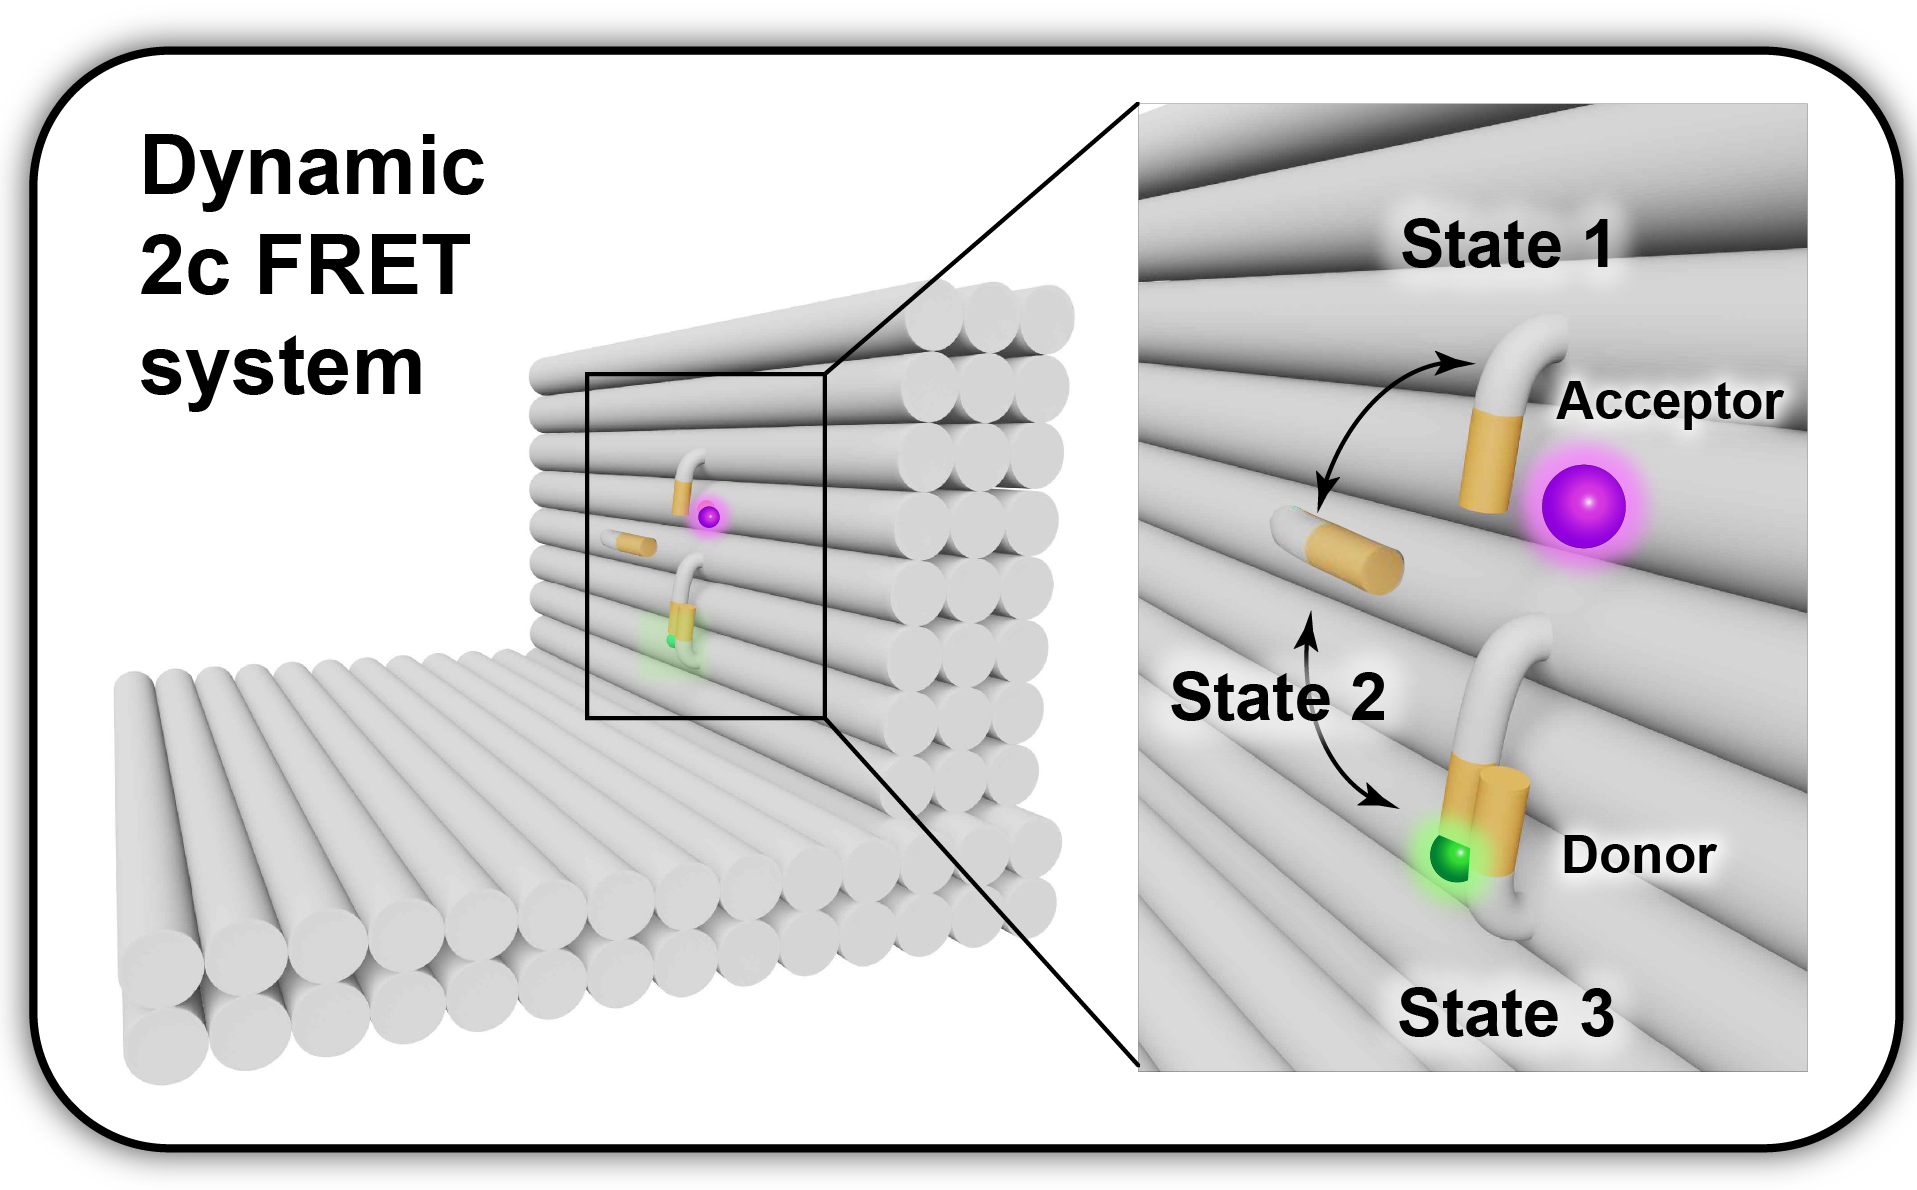 Dynamic
2c FRET
system
State 1
Acceptor
State 2
Donor
State 3